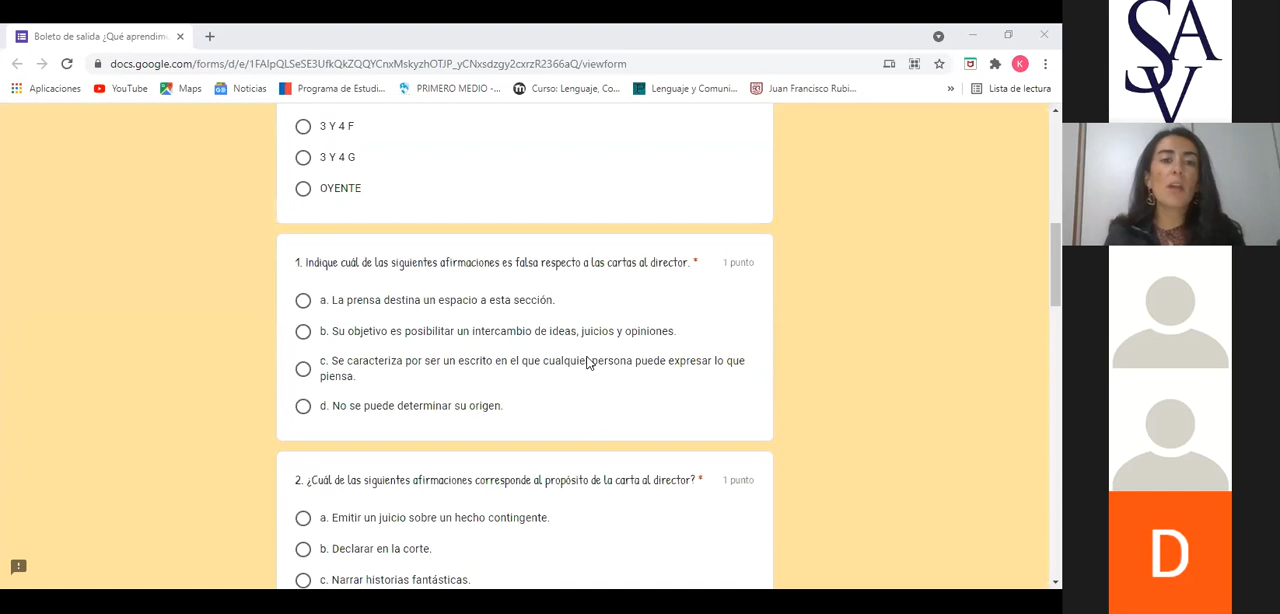 Boleto de salida ¿Qué aprendim
docs.google.com/forms/d/e/1FAIpQLSeSE3UfkQkZQQYCnxMskyzhOTJP_yCNxsdzgy2cxrzR2366aQ/viewform
K
Aplicaciones YouTube Maps Noticias Programa de Estudi... PRIMERO MEDIO -... Curso: Lenguaje, Co... Lenguaje y Comuni... Juan Francisco Rubi... » Lista de lectura
3 Y 4 F
3 Y 4 G
OYENTE
1. Indique cuál de las siguientes afirmaciones es falsa respecto a las cartas al director. * 1 punto
a. La prensa destina un espacio a esta sección.
b. Su objetivo es posibilitar un intercambio de ideas, juicios y opiniones.
c. Se caracteriza por ser un escrito en el que cualquier persona puede expresar lo que
piensa.
d. No se puede determinar su origen.
2. ¿Cuál de las siguientes afirmaciones corresponde al propósito de la carta al director? * 1 punto
a. Emitir un juicio sobre un hecho contingente.
b. Declarar en la corte.
c. Narrar historias fantásticas.
SAV
D